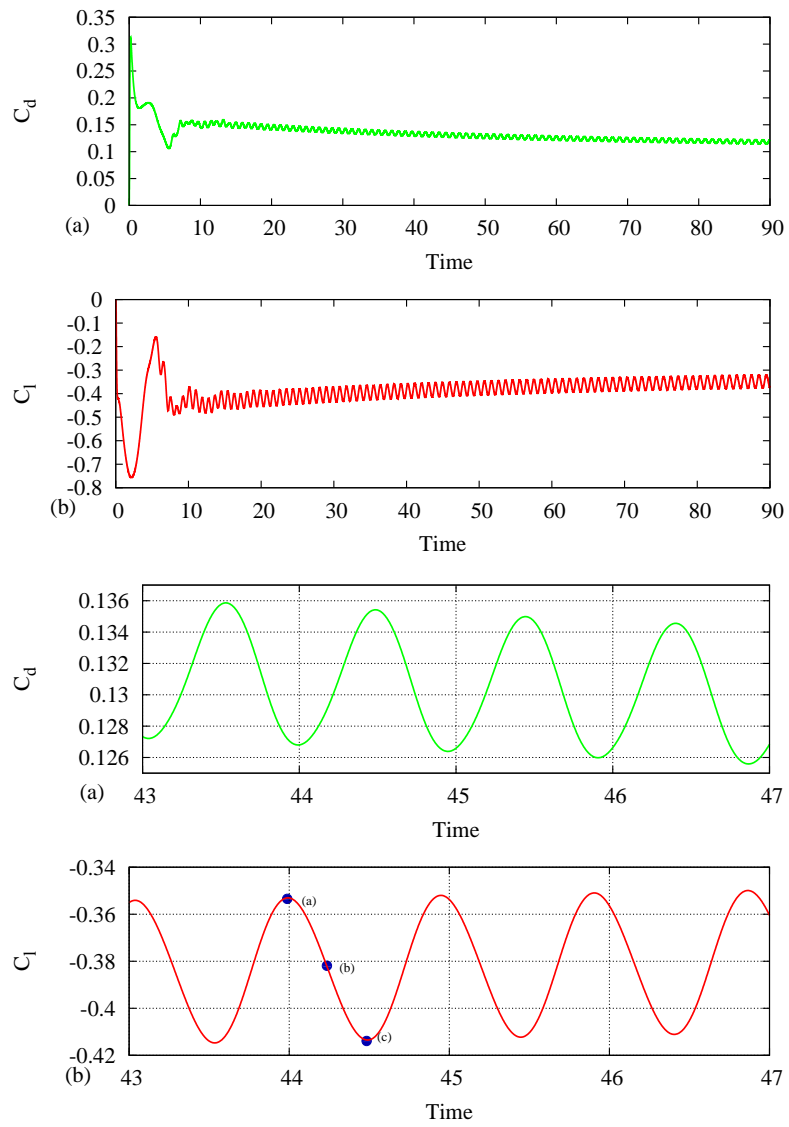 0.35
0.3
0.25
0.2
0.15
0.1
0.05
0
C_d
(a)
0 10 20 30 40 50 60 70 80 90
Time
0
-0.1
-0.2
-0.3
-0.4
-0.5
-0.6
-0.7
-0.8
C_l
(b)
0 10 20 30 40 50 60 70 80 90
Time
0.136
0.134
0.132
0.13
0.128
0.126
C_d
(a)
43 44 45 46 47
Time
-0.34
-0.36
-0.38
-0.4
-0.42
C_l
(a)
(b)
(c)
(b)
43 44 45 46 47
Time